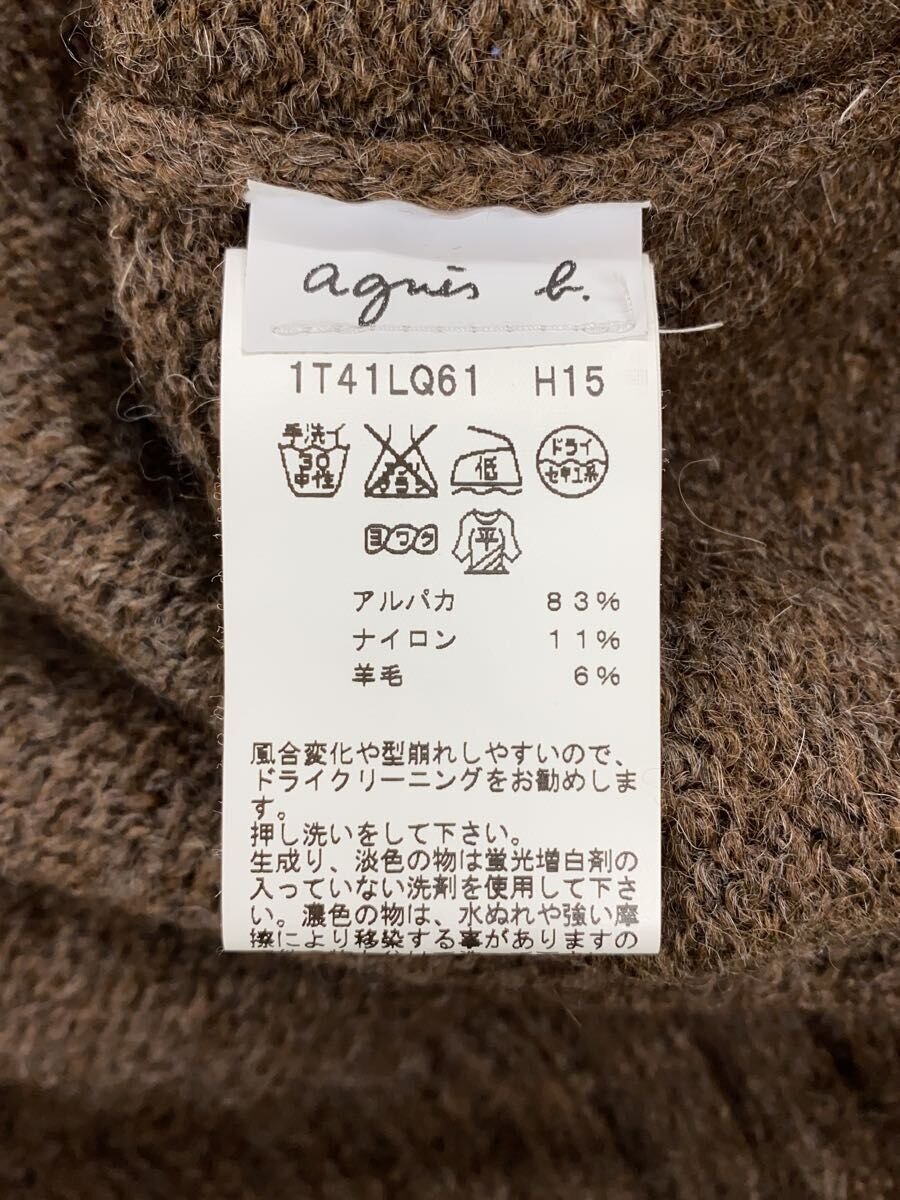 agnès b.
1T41LQ61 H15
手洗イ
30
中性
低
ドライ
セキユ系
ヨワク
平
アルパカ 83%
ナイロン 11%
羊毛 6%
風合変化や型崩れしやすいので、
ドライクリーニングをお勧めしま
す。
押し洗いをして下さい。
生成り、淡色の物は蛍光増白剤の
入っていない洗剤を使用して下さ
い。濃色の物は、水ぬれや強い摩
擦により移染する事がありますの